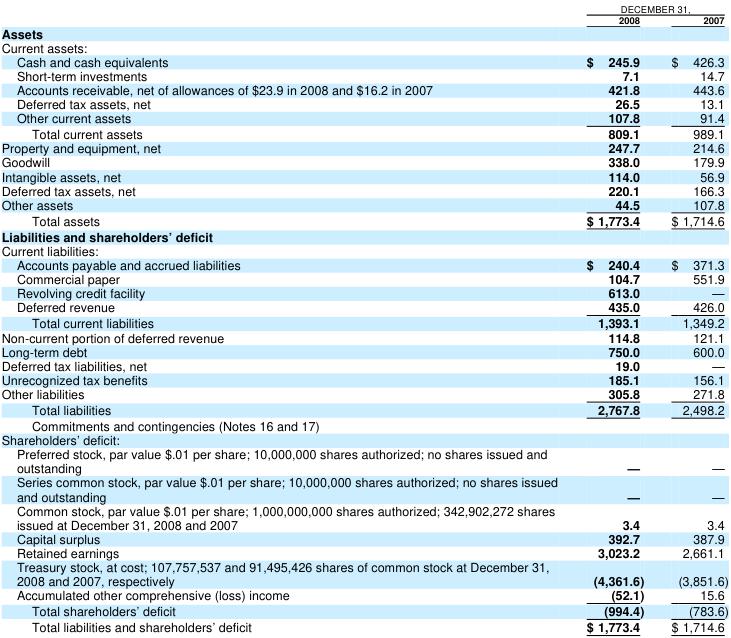 DECEMBER 31,
2008 2007
Assets
Current assets:
Cash and cash equivalents $ 245.9 $ 426.3
Short-term investments 7.1 14.7
Accounts receivable, net of allowances of $23.9 in 2008 and $16.2 in 2007 421.8 443.6
Deferred tax assets, net 26.5 13.1
Other current assets 107.8 91.4
Total current assets 809.1 989.1
Property and equipment, net 247.7 214.6
Goodwill 338.0 179.9
Intangible assets, net 114.0 56.9
Deferred tax assets, net 220.1 166.3
Other assets 44.5 107.8
Total assets $ 1,773.4 $ 1,714.6
Liabilities and shareholders' deficit
Current liabilities:
Accounts payable and accrued liabilities $ 240.4 $ 371.3
Commercial paper 104.7 551.9
Revolving credit facility 613.0 —
Deferred revenue 435.0 426.0
Total current liabilities 1,393.1 1,349.2
Non-current portion of deferred revenue 114.8 121.1
Long-term debt 750.0 600.0
Deferred tax liabilities, net 19.0 —
Unrecognized tax benefits 185.1 156.1
Other liabilities 305.8 271.8
Total liabilities 2,767.8 2,498.2
Commitments and contingencies (Notes 16 and 17)
Shareholders' deficit:
Preferred stock, par value $.01 per share; 10,000,000 shares authorized; no shares issued and
outstanding — —
Series common stock, par value $.01 per share; 10,000,000 shares authorized; no shares issued
and outstanding — —
Common stock, par value $.01 per share; 1,000,000,000 shares authorized; 342,902,272 shares
issued at December 31, 2008 and 2007 3.4 3.4
Capital surplus 392.7 387.9
Retained earnings 3,023.2 2,661.1
Treasury stock, at cost; 107,757,537 and 91,495,426 shares of common stock at December 31,
2008 and 2007, respectively (4,361.6) (3,851.6)
Accumulated other comprehensive (loss) income (52.1) 15.6
Total shareholders' deficit (994.4) (783.6)
Total liabilities and shareholders' deficit $ 1,773.4 $ 1,714.6